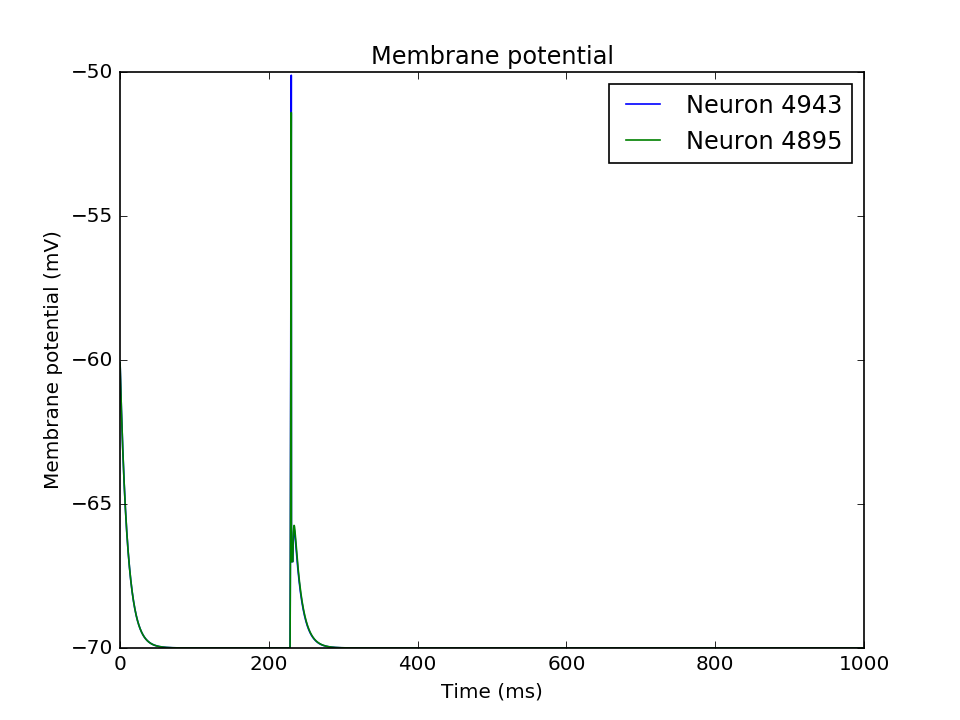 Membrane potential
−50
−55
−60
−65
−70
Membrane potential (mV)
Neuron 4943
Neuron 4895
0 200 400 600 800 1000
Time (ms)